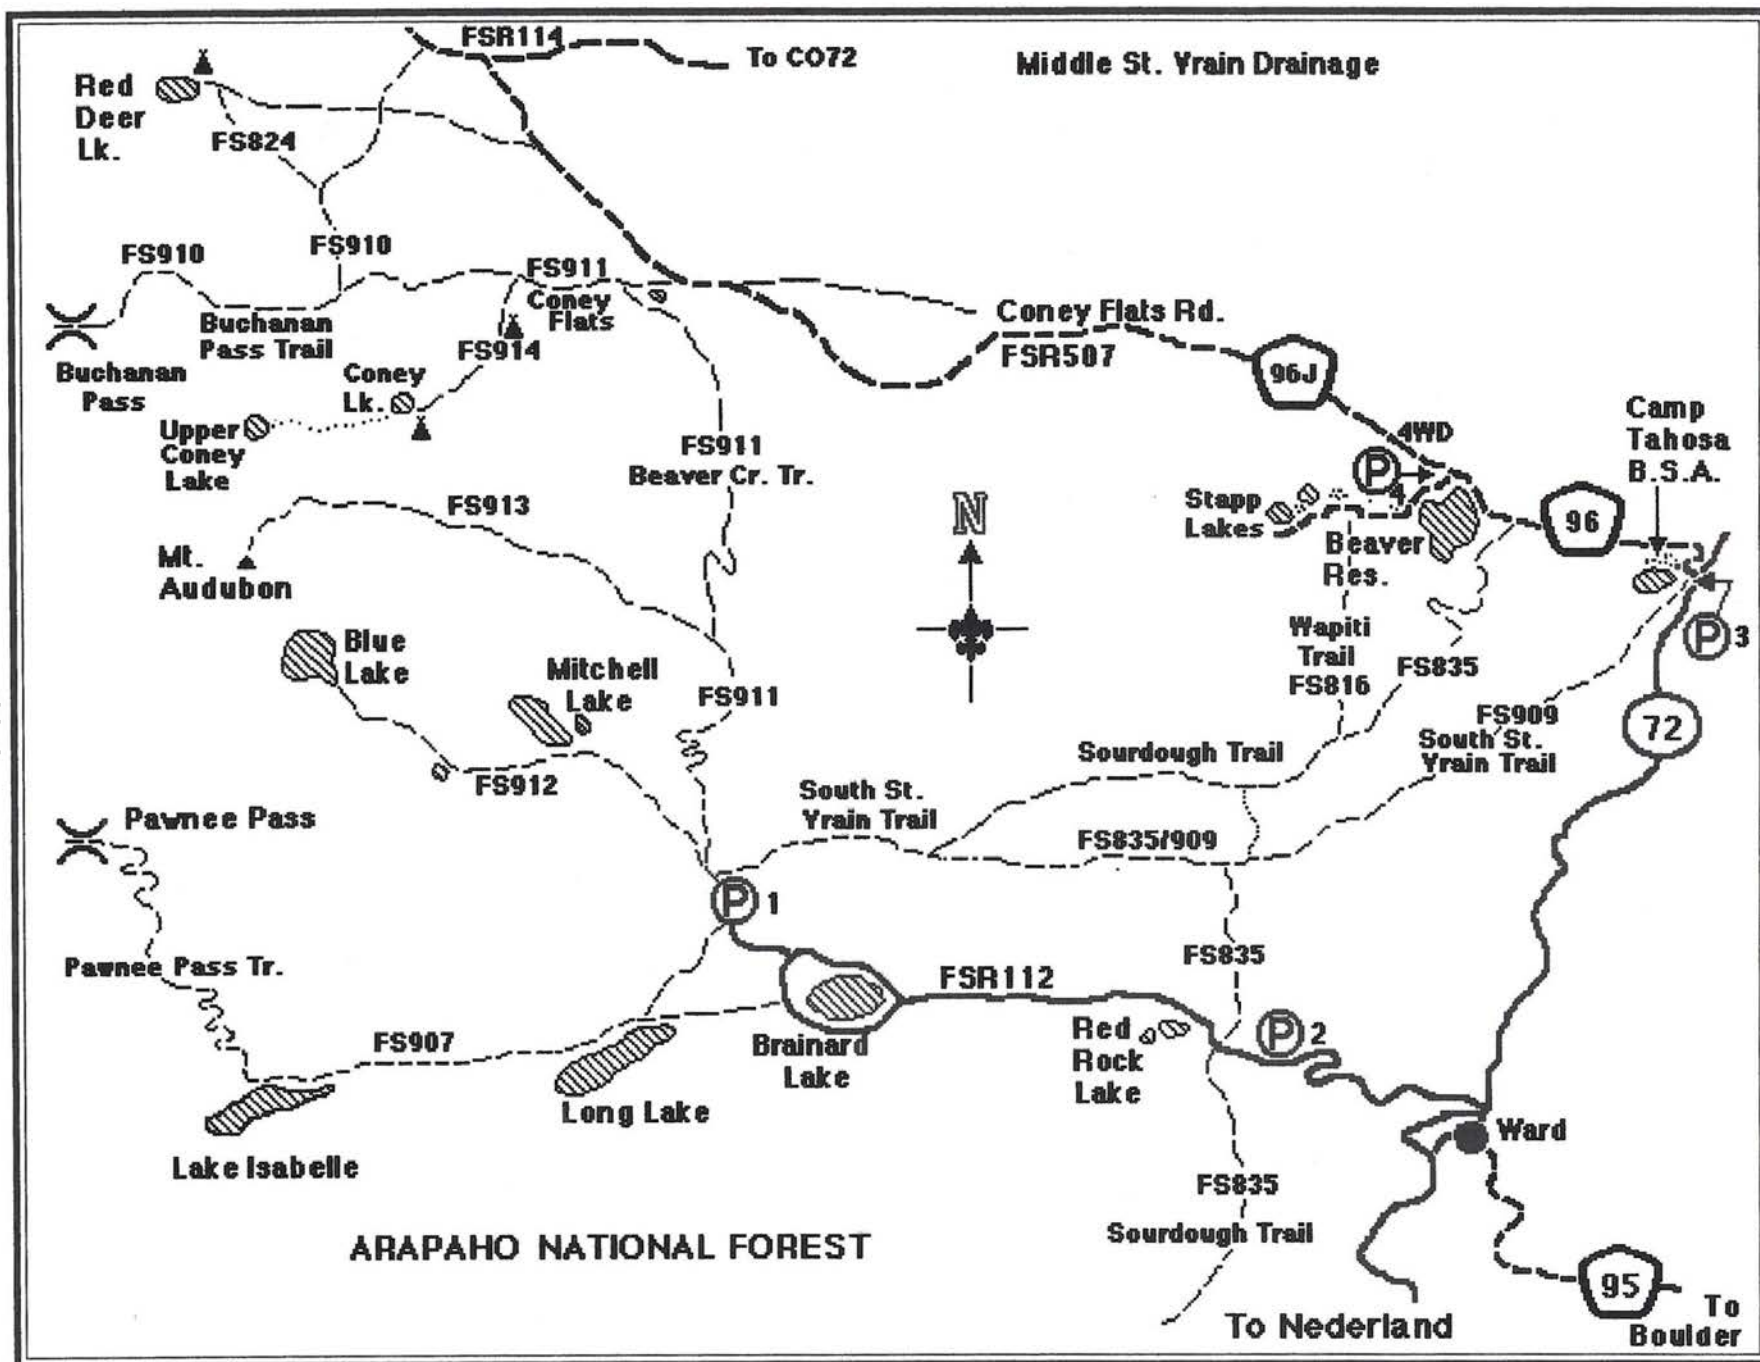 FSR114
To CO72
Middle St. Vrain Drainage
Red
Deer
Lk.
FS824
FS910
FS910
FS911
Coney
Flats
Buchanan
Pass Trail
FS914
Buchanan
Pass
Coney
Lk.
Upper
Coney
Lake
Coney Flats Rd.
FSR507
96J
4WD
P
4
Camp
Tahosa
B.S.A.
FS911
Beaver Cr. Tr.
FS913
Stapp
Lakes
Beaver
Res.
96
N
Mt.
Audubon
P 3
Blue
Lake
Mitchell
Lake
FS911
Wapiti
Trail
FS816
FS835
FS909
South St.
Vrain Trail
72
FS912
Sourdough Trail
South St.
Vrain Trail
FS835/909
Pawnee Pass
P 1
Pawnee Pass Tr.
FS835
FSR112
FS907
Brainard
Lake
Red
Rock
Lake
P 2
Long Lake
Ward
Lake Isabelle
FS835
Sourdough Trail
ARAPAHO NATIONAL FOREST
95
To Nederland
To
Boulder